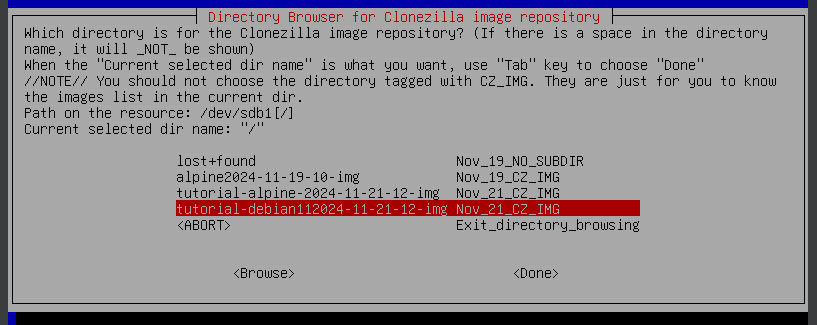 Directory Browser for Clonezilla image repository
Which directory is for the Clonezilla image repository? (If there is a space in the directory
name, it will _NOT_ be shown)
When the "Current selected dir name" is what you want, use "Tab" key to choose "Done"
//NOTE// You should not choose the directory tagged with CZ_IMG. They are just for you to know
the images list in the current dir.
Path on the resource: /dev/sdb1[/]
Current selected dir name: "/"
lost+found Nov_19_NO_SUBDIR
alpine2024-11-19-10-img Nov_19_CZ_IMG
tutorial-alpine-2024-11-21-12-img Nov_21_CZ_IMG
tutorial-debian112024-11-21-12-img Nov_21_CZ_IMG
<ABORT> Exit_directory_browsing
<Browse> <Done>